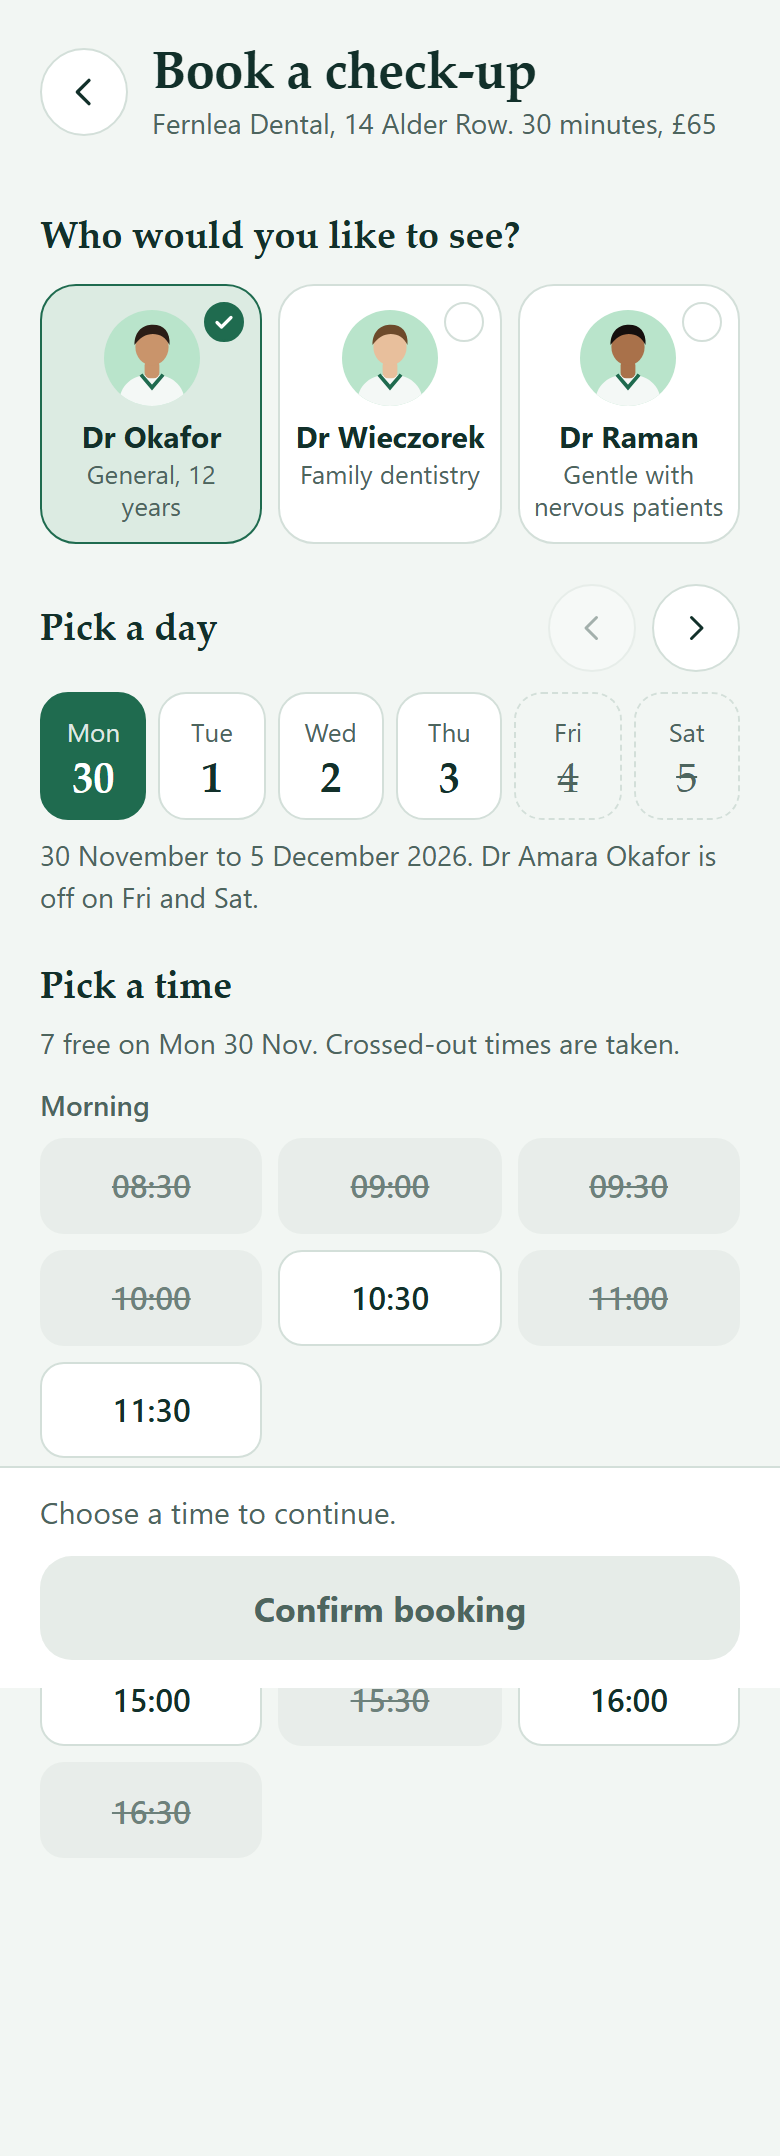 Book a check-up
Fernlea Dental, 14 Alder Row. 30 minutes, £65
Who would you like to see?
Dr Okafor
General, 12
years
Dr Wieczorek
Family dentistry
Dr Raman
Gentle with
nervous patients
Pick a day
Mon
30
Tue
1
Wed
2
Thu
3
Fri
4
Sat
5
30 November to 5 December 2026. Dr Amara Okafor is
off on Fri and Sat.
Pick a time
7 free on Mon 30 Nov. Crossed-out times are taken.
Morning
08:30
09:00
09:30
10:00
10:30
11:00
11:30
Choose a time to continue.
Confirm booking
15:00
15:30
16:00
16:30